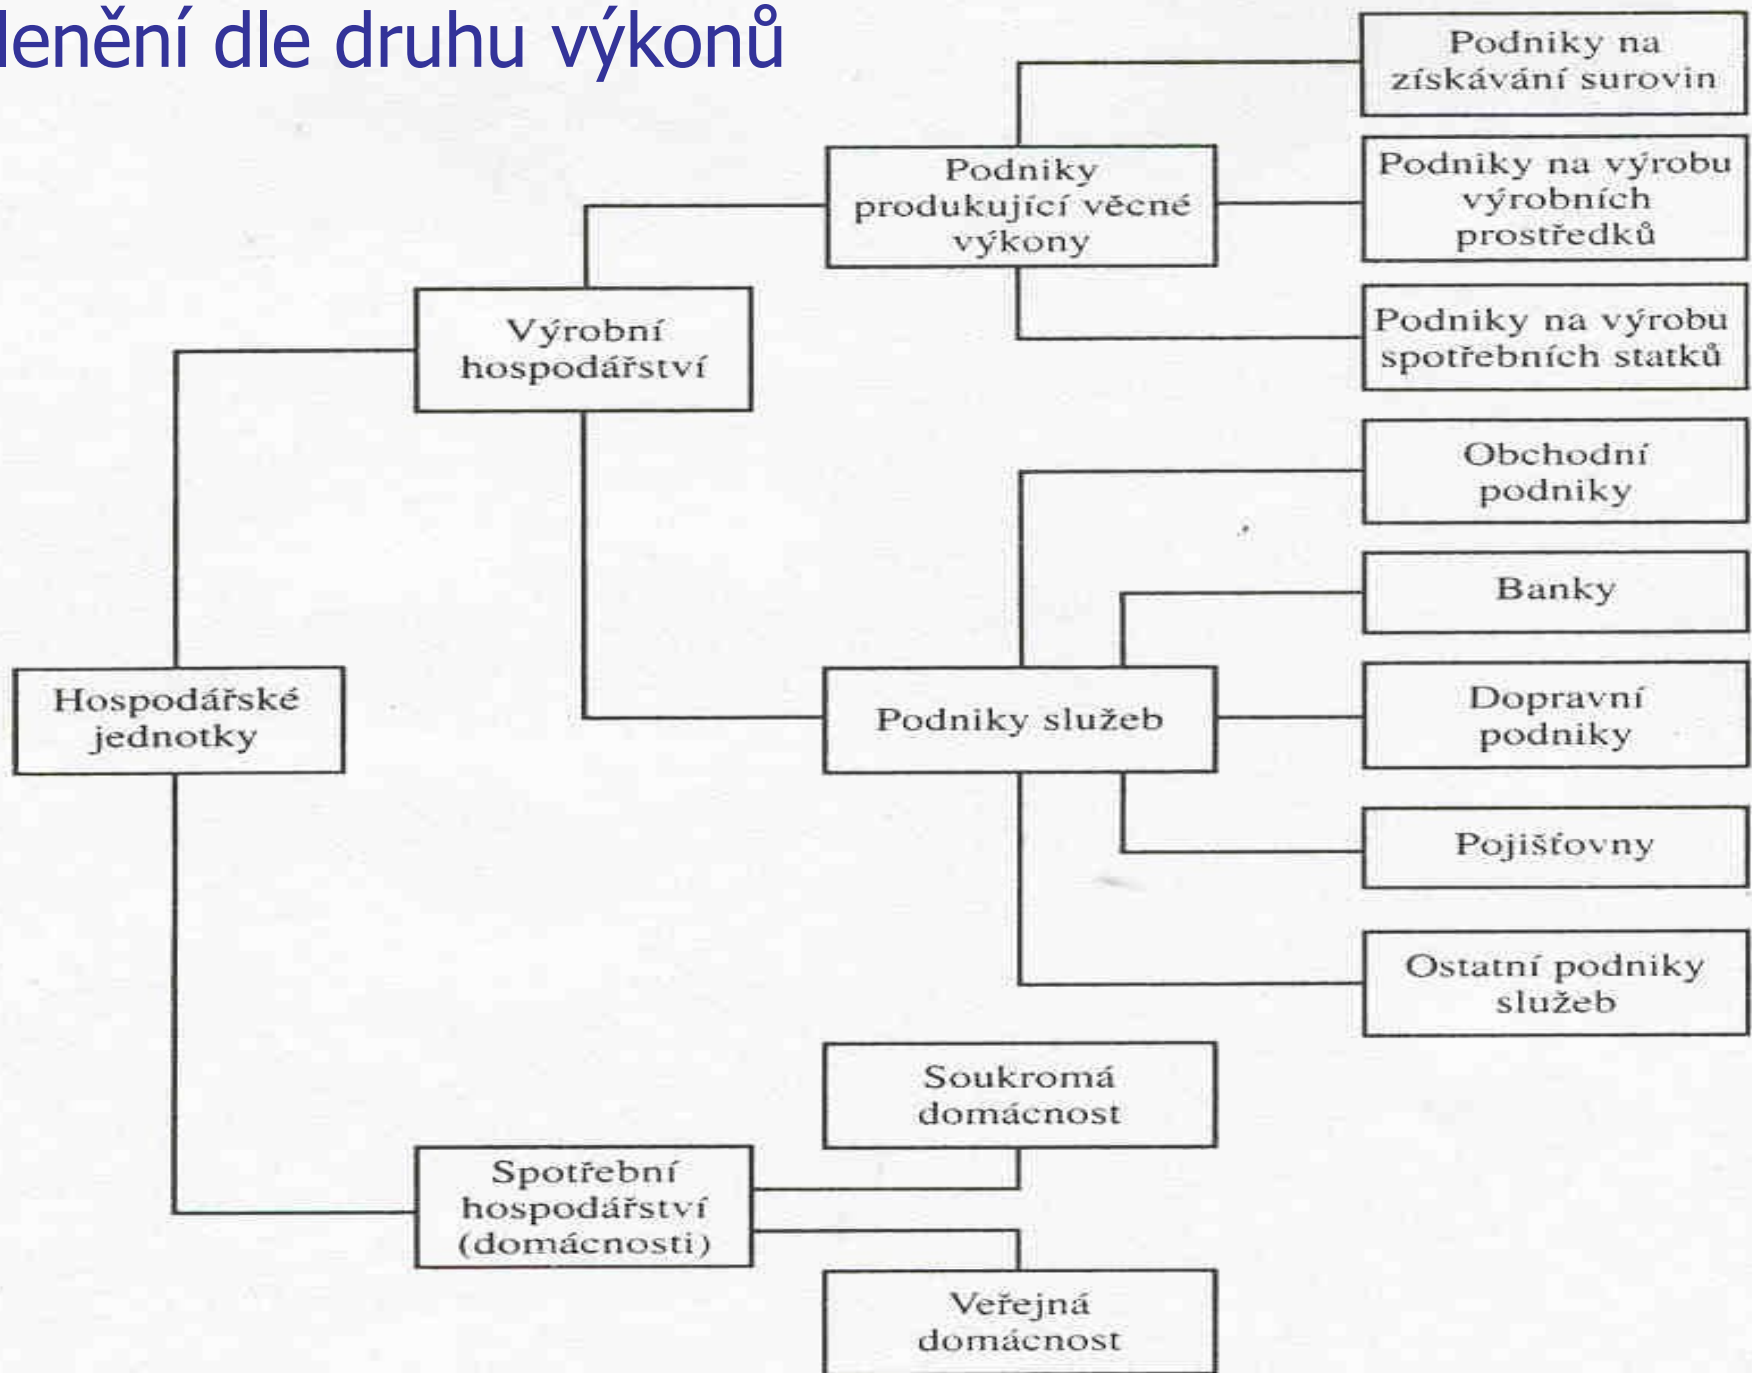 lenění dle druhu výkonů
Podniky na
získávání surovin
Podniky
produkující věcné
výkony
Podniky na výrobu
výrobních
prostředků
Výrobní
hospodářství
Podniky na výrobu
spotřebních statků
Obchodní
podniky
Banky
Hospodářské
jednotky
Podniky služeb
Dopravní
podniky
Pojišťovny
Ostatní podniky
služeb
Soukromá
domácnost
Spotřební
hospodářství
(domácnosti)
Veřejná
domácnost